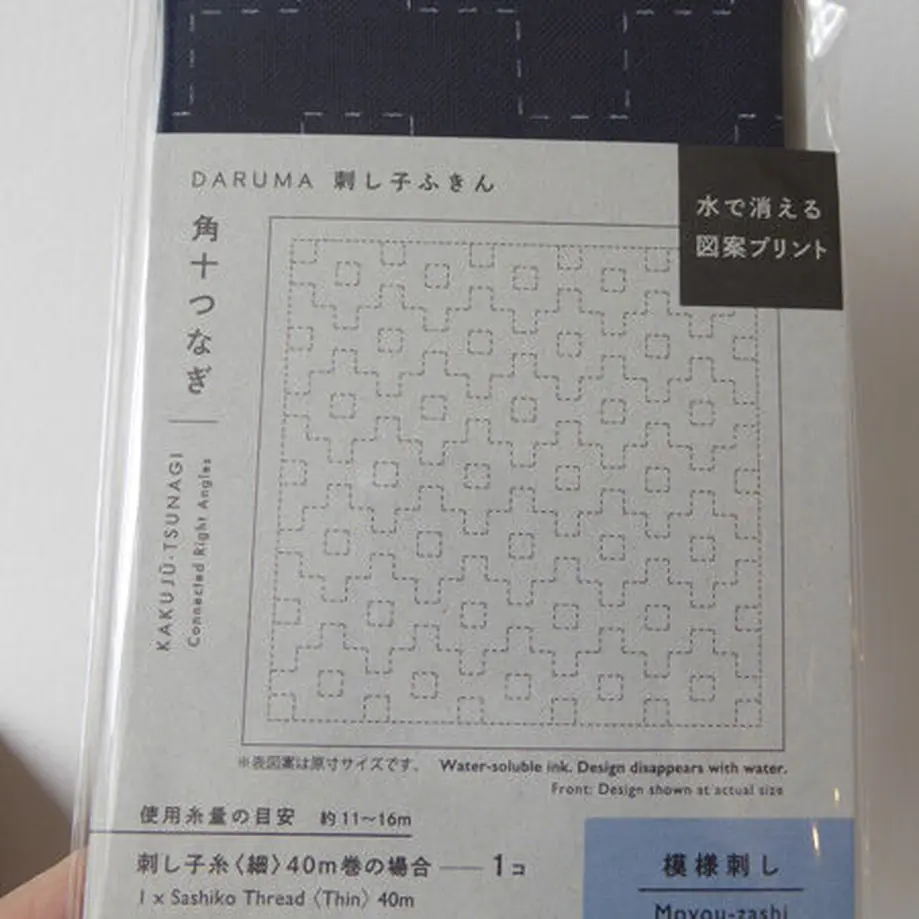 DARUMA 刺し子ふきん
水で消える
図案プリント
角十つなぎ
KAKUJŪ-TSUNAGI
Connected Right Angles
※表図案は原寸サイズです。 Water-soluble ink. Design disappears with water.
Front: Design shown at actual size
使用糸量の目安 約11〜16m
刺し子糸〈細〉40m巻の場合 — 1コ
1 x Sashiko Thread 〈Thin〉 40m
模様刺し
Moyou-zashi